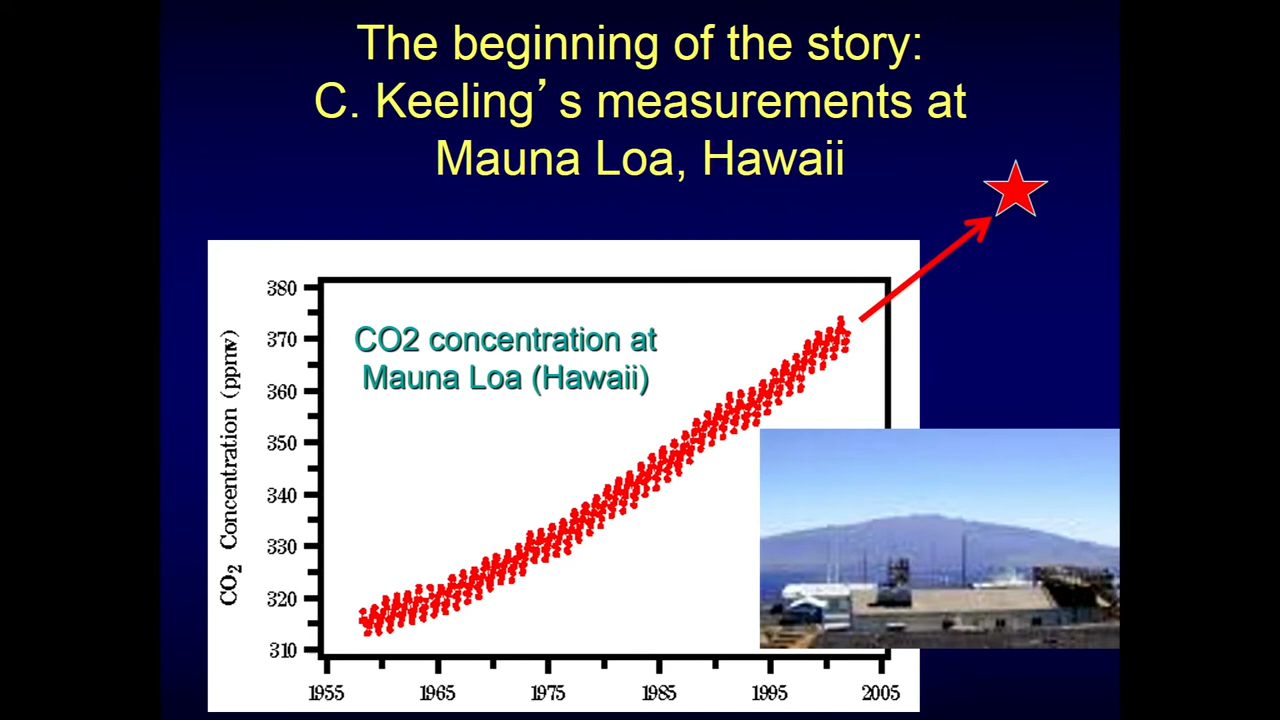 The beginning of the story:
C. Keeling’s measurements at
Mauna Loa, Hawaii
CO2 concentration at
Mauna Loa (Hawaii)
CO2 Concentration (ppmv)
380
370
360
350
340
330
320
310
1955
1965
1975
1985
1995
2005